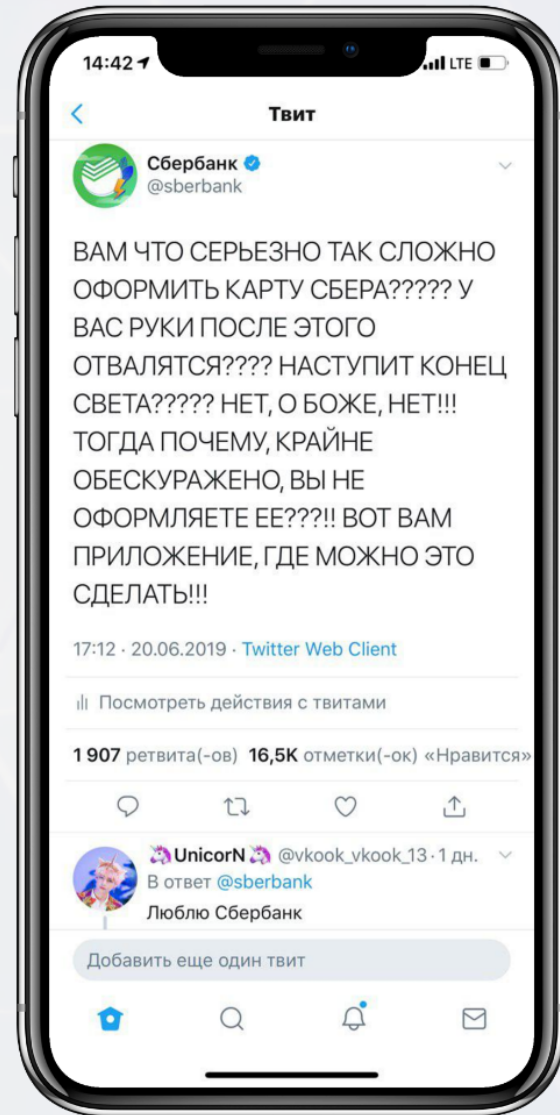 14:42
LTE
Твит
Сбербанк
@sberbank
ВАМ ЧТО СЕРЬЕЗНО ТАК СЛОЖНО
ОФОРМИТЬ КАРТУ СБЕРА????? У
ВАС РУКИ ПОСЛЕ ЭТОГО
ОТВАЛЯТСЯ???? НАСТУПИТ КОНЕЦ
СВЕТА????? НЕТ, О БОЖЕ, НЕТ!!!
ТОГДА ПОЧЕМУ, КРАЙНЕ
ОБЕСКУРАЖЕНО, ВЫ НЕ
ОФОРМЛЯЕТЕ ЕЕ???!! ВОТ ВАМ
ПРИЛОЖЕНИЕ, ГДЕ МОЖНО ЭТО
СДЕЛАТЬ!!!
17:12 · 20.06.2019 · Twitter Web Client
Посмотреть действия с твитами
1 907 ретвита(-ов) 16,5K отметки(-ок) «Нравится»
🦄UnicorN🦄 @vkook_vkook_13 · 1 дн.
В ответ @sberbank
Люблю Сбербанк
Добавить еще один твит